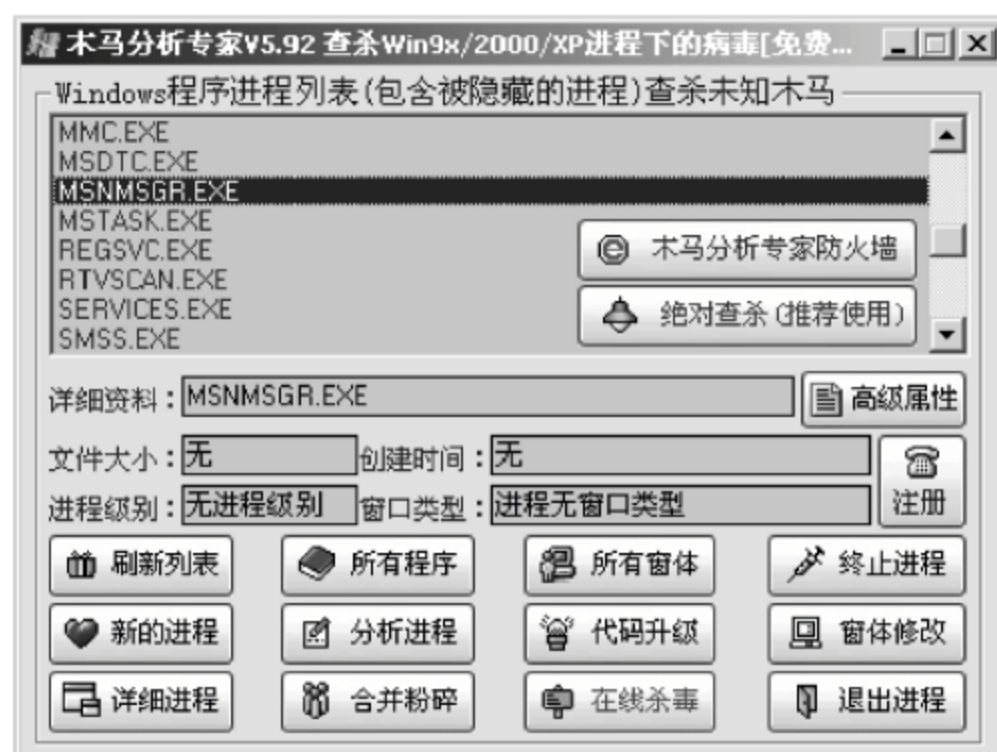 木马分析专家V5.92 查杀Win9x/2000/XP进程下的病毒[免费...
Windows程序进程列表(包含被隐藏的进程)查杀未知木马
MMC.EXE
MSDTC.EXE
MSNMSGR.EXE
MSTASK.EXE
REGSVC.EXE
RTVSCAN.EXE
SERVICES.EXE
SMSS.EXE
木马分析专家防火墙
绝对查杀(推荐使用)
详细资料：MSNMSGR.EXE 高级属性
文件大小：无 创建时间：无
进程级别：无进程级别 窗口类型：进程无窗口类型
注册
刷新列表 所有程序 所有窗体 终止进程
新的进程 分析进程 代码升级 窗体修改
详细进程 合并粉碎 在线杀毒 退出进程